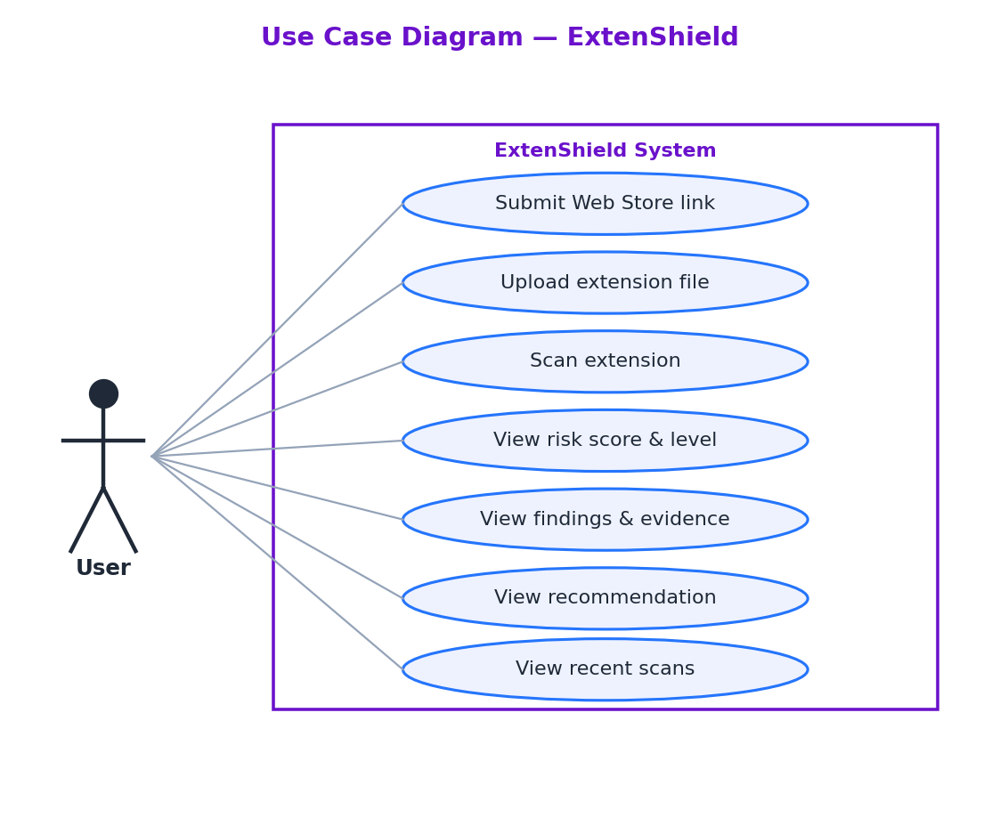 Use Case Diagram — ExtenShield
ExtenShield System
Submit Web Store link
Upload extension file
Scan extension
View risk score & level
View findings & evidence
View recommendation
View recent scans
User